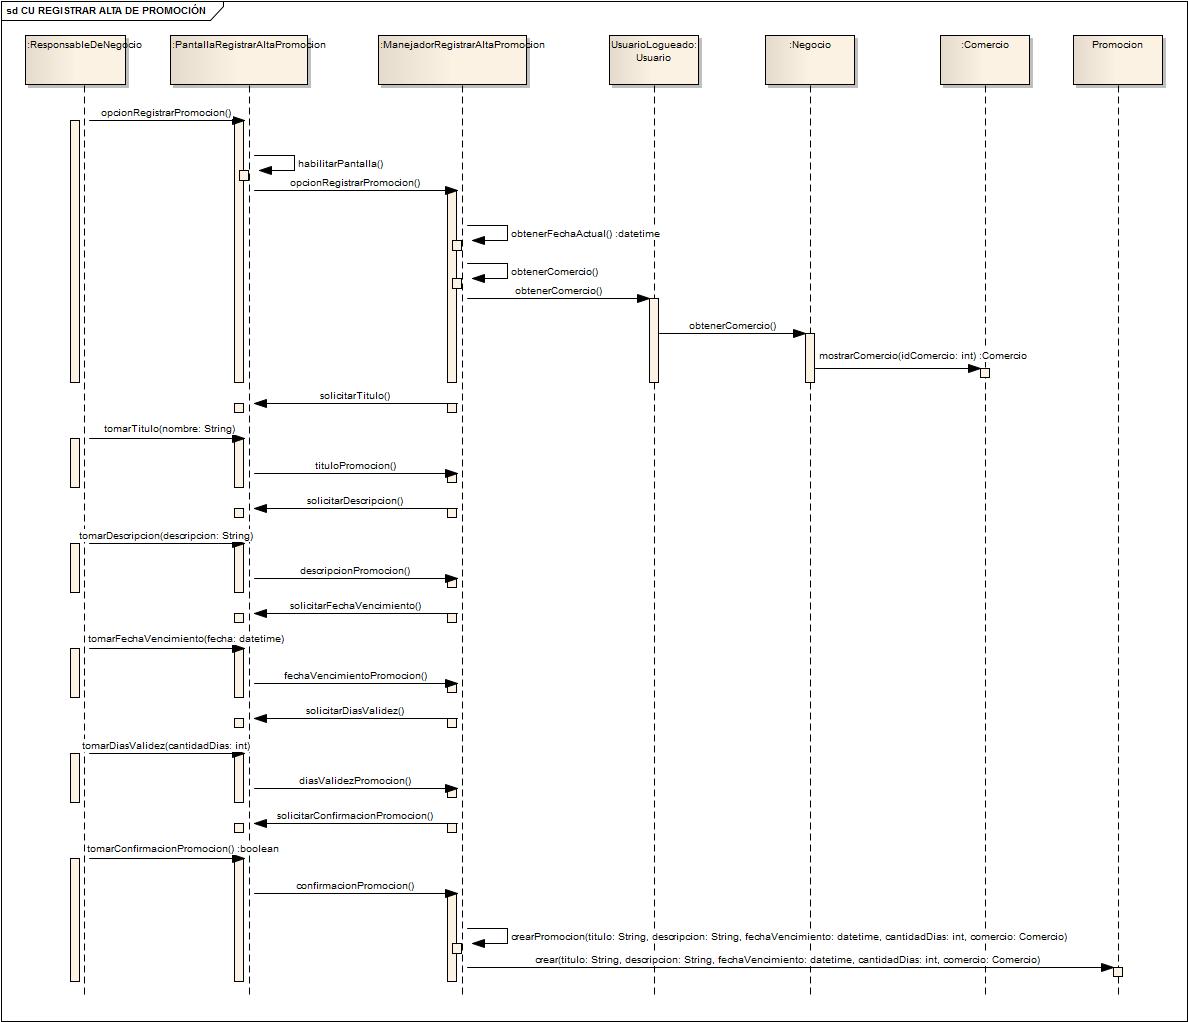 sd CU REGISTRAR ALTA DE PROMOCIÓN
:ResponsableDeNegocio
:PantallaRegistrarAltaPromocion
:ManejadorRegistrarAltaPromocion
UsuarioLogueado:
Usuario
:Negocio
:Comercio
Promocion
opcionRegistrarPromocion()
habilitarPantalla()
opcionRegistrarPromocion()
obtenerFechaActual() :datetime
obtenerComercio()
obtenerComercio()
obtenerComercio()
mostrarComercio(idComercio: int) :Comercio
solicitarTitulo()
tomarTitulo(nombre: String)
tituloPromocion()
solicitarDescripcion()
tomarDescripcion(descripcion: String)
descripcionPromocion()
solicitarFechaVencimiento()
tomarFechaVencimiento(fecha: datetime)
fechaVencimientoPromocion()
solicitarDiasValidez()
tomarDiasValidez(cantidadDias: int)
diasValidezPromocion()
solicitarConfirmacionPromocion()
tomarConfirmacionPromocion() :boolean
confirmacionPromocion()
crearPromocion(titulo: String, descripcion: String, fechaVencimiento: datetime, cantidadDias: int, comercio: Comercio)
crear(titulo: String, descripcion: String, fechaVencimiento: datetime, cantidadDias: int, comercio: Comercio)